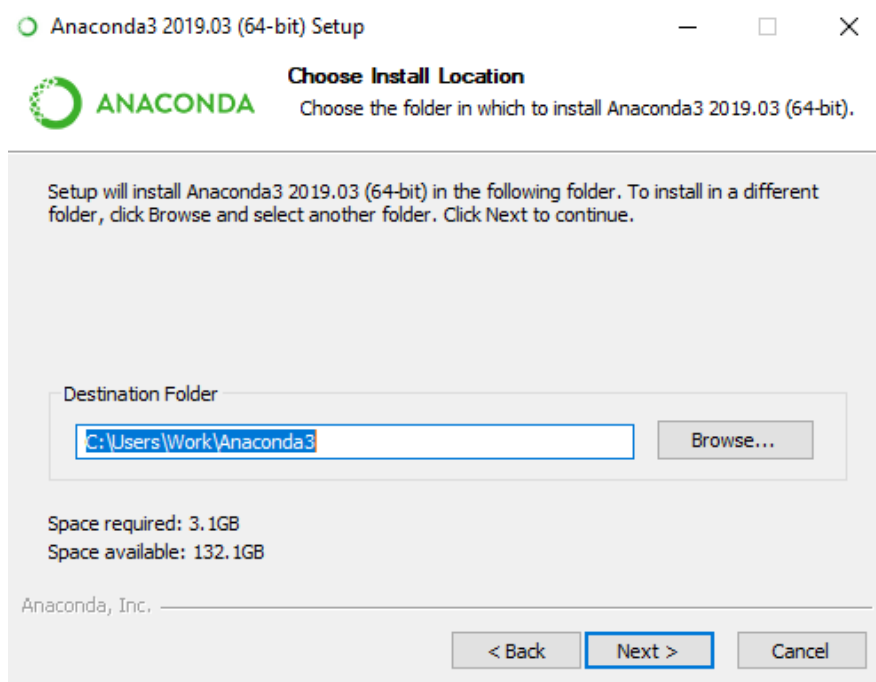 Anaconda3 2019.03 (64-bit) Setup
ANACONDA
Choose Install Location
Choose the folder in which to install Anaconda3 2019.03 (64-bit).
Setup will install Anaconda3 2019.03 (64-bit) in the following folder. To install in a different
folder, click Browse and select another folder. Click Next to continue.
Destination Folder
C:\Users\Work\Anaconda3
Browse...
Space required: 3.1GB
Space available: 132.1GB
Anaconda, Inc.
< Back
Next >
Cancel